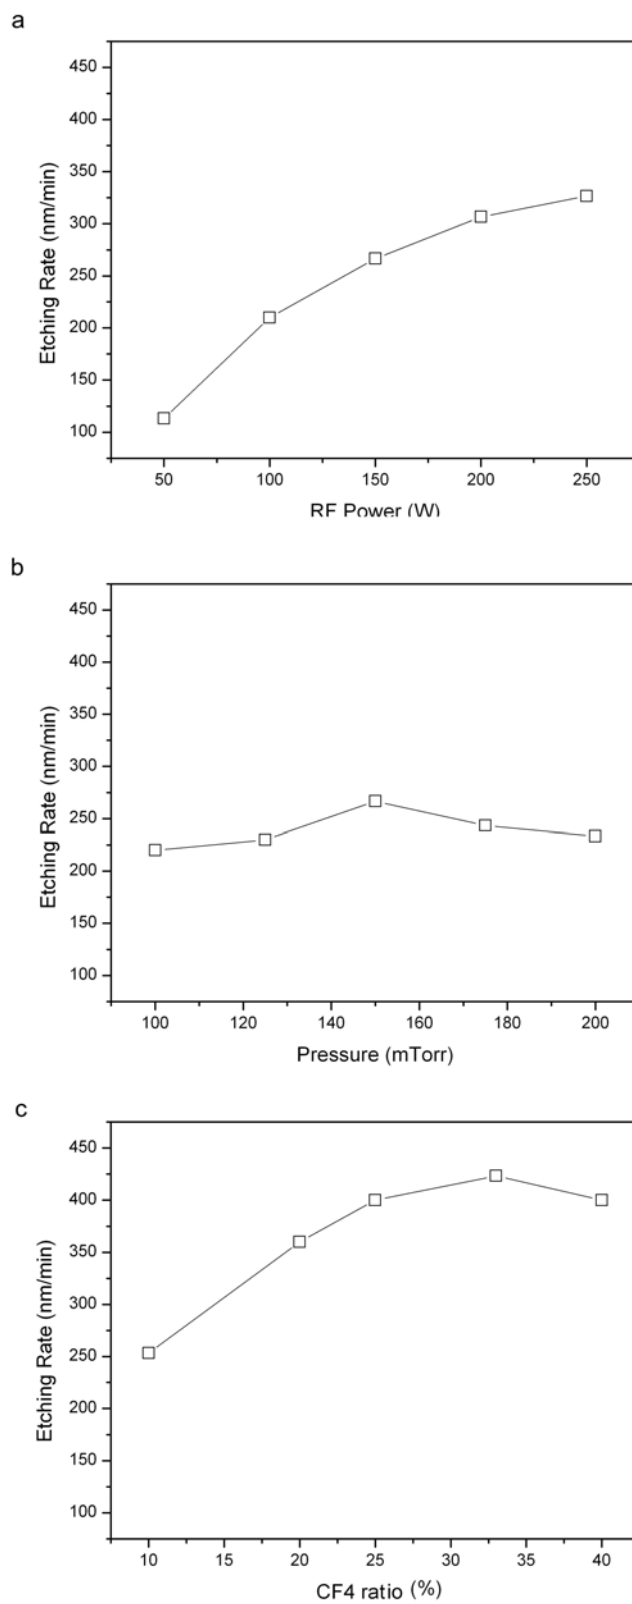 a
450
400
350
300
250
200
150
100
Etching Rate (nm/min)
50 100 150 200 250
RF Power (W)
b
450
400
350
300
250
200
150
100
Etching Rate (nm/min)
100 120 140 160 180 200
Pressure (mTorr)
c
450
400
350
300
250
200
150
100
Etching Rate (nm/min)
10 15 20 25 30 35 40
CF4 ratio (%)